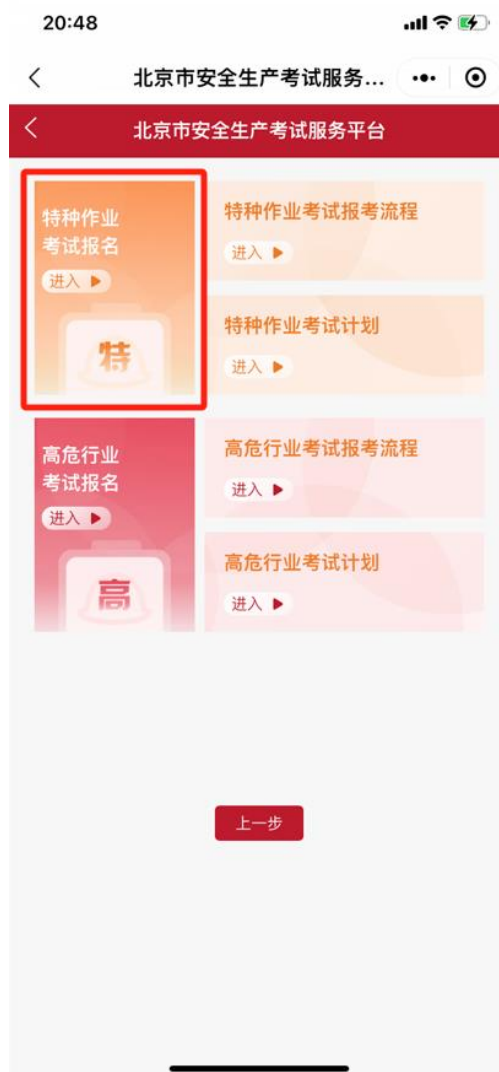 20:48
北京市安全生产考试服务...
北京市安全生产考试服务平台
特种作业
考试报名
进入
特
特种作业考试报考流程
进入
特种作业考试计划
进入
高危行业
考试报名
进入
高
高危行业考试报考流程
进入
高危行业考试计划
进入
上一步